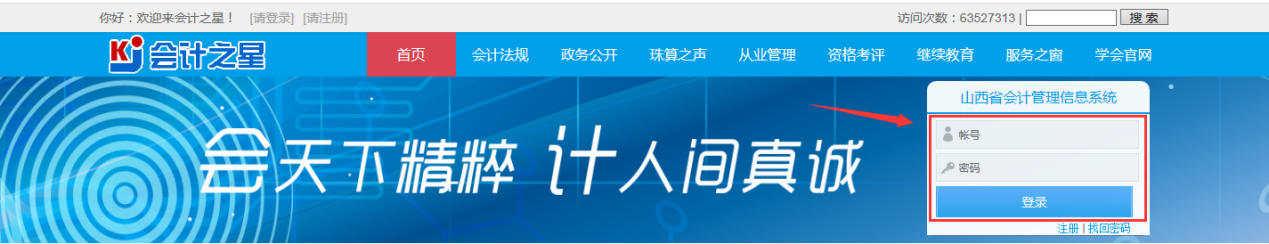 你好：欢迎来会计之星！ [请登录] [请注册] 访问次数：63527313 | 搜 索
KJ 会计之星 首页 会计法规 政务公开 珠算之声 从业管理 资格考评 继续教育 服务之窗 学会官网
山西省会计管理信息系统
帐号
会天下精粹 计人间真诚
密码
登录
注册 | 找回密码